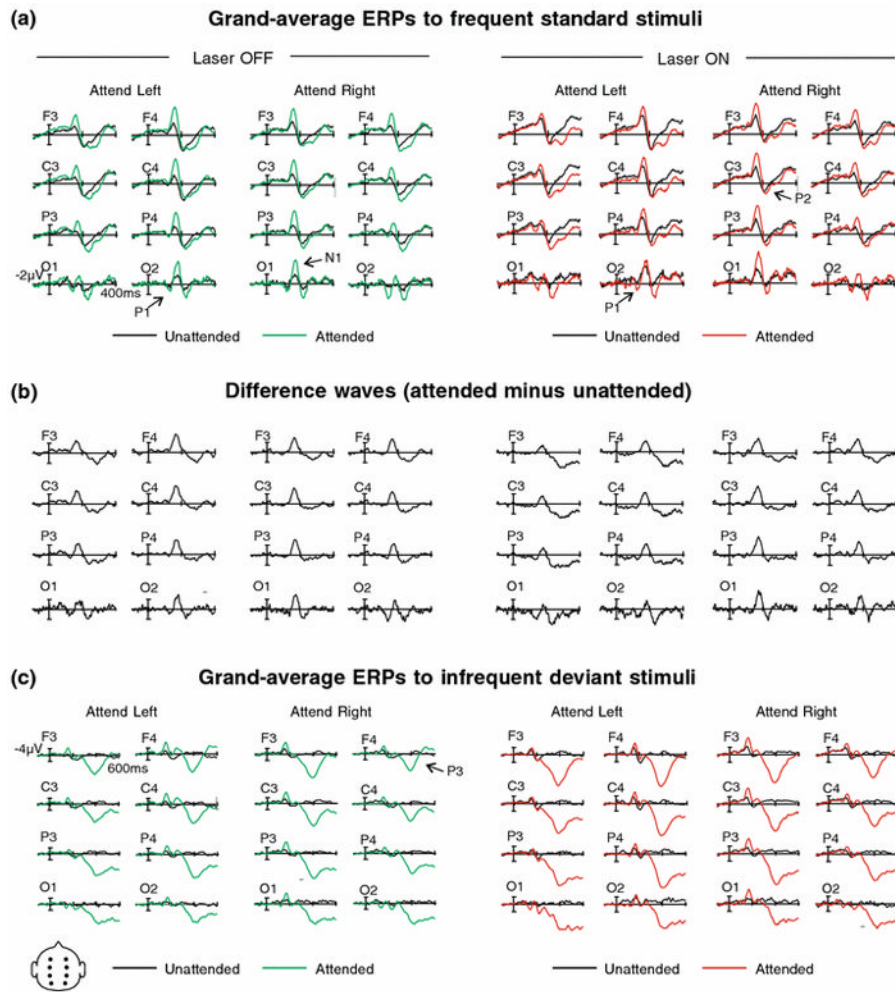 (a) Grand-average ERPs to frequent standard stimuli
Laser OFF Laser ON
Attend Left Attend Right Attend Left Attend Right
F3 F4 F3 F4 F3 F4 F3 F4
C3 C4 C3 C4 C3 C4 C3 C4
P2
P3 P4 P3 P4 P3 P4 P3 P4
N1
-2µV O1 O2 O1 O2 O1 O2 O1 O2
400ms
P1 P1
Unattended Attended Unattended Attended
(b) Difference waves (attended minus unattended)
F3 F4 F3 F4 F3 F4 F3 F4
C3 C4 C3 C4 C3 C4 C3 C4
P3 P4 P3 P4 P3 P4 P3 P4
O1 O2 O1 O2 O1 O2 O1 O2
(c) Grand-average ERPs to infrequent deviant stimuli
Attend Left Attend Right Attend Left Attend Right
F3 F4 F3 F4 F3 F4 F3 F4
-4µV
600ms P3
C3 C4 C3 C4 C3 C4 C3 C4
P3 P4 P3 P4 P3 P4 P3 P4
O1 O2 O1 O2 O1 O2 O1 O2
Unattended Attended Unattended Attended